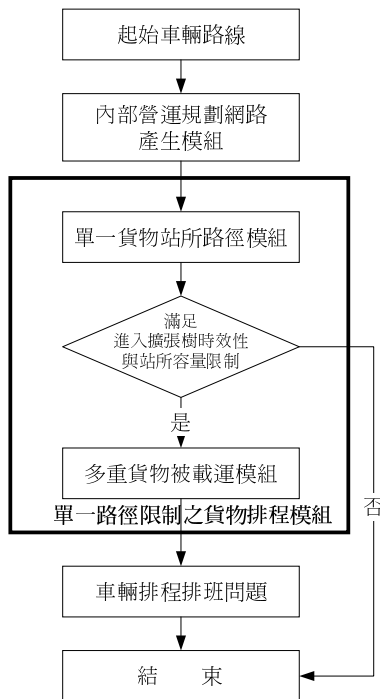 起始車輛路線
內部營運規劃網路
產生模組
單一貨物站所路徑模組
滿足
進入擴張樹時效性
與站所容量限制
是
多重貨物被載運模組
單一路徑限制之貨物排程模組
否
車輛排程排班問題
結 束